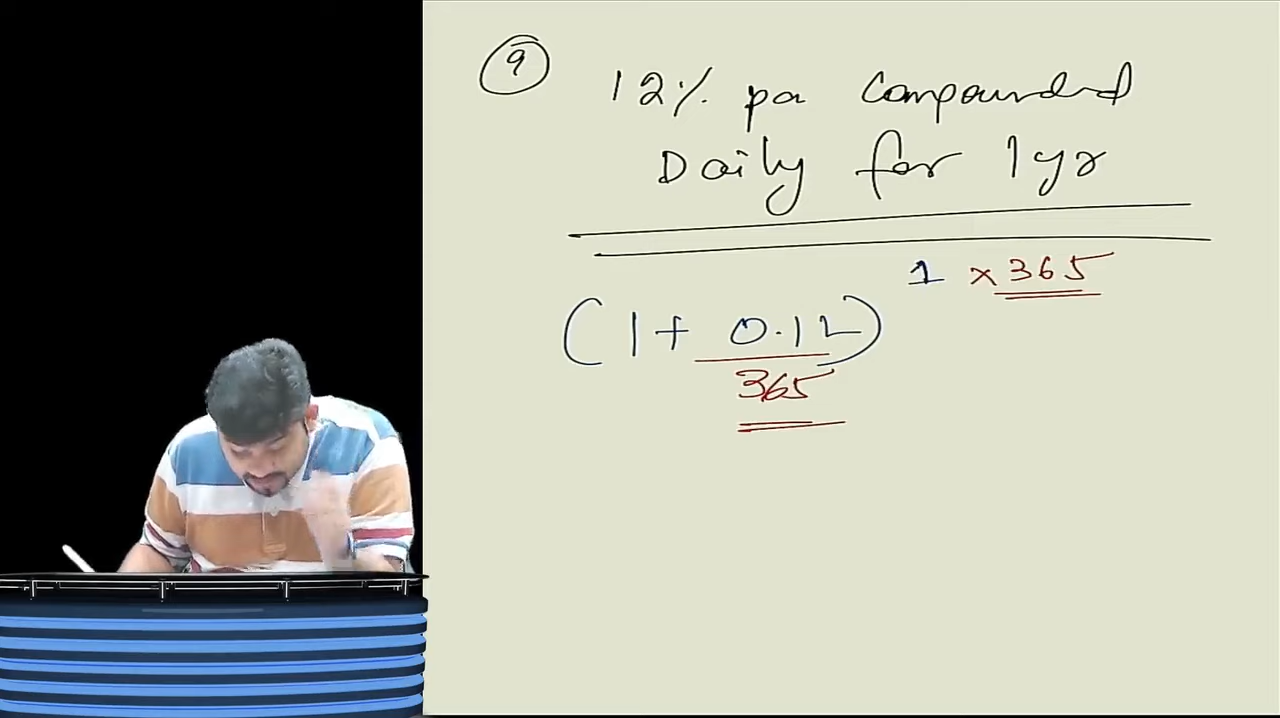 9
12% pa Compounded
Daily for 1yr
(1+ 0.12/365) 1 × 365